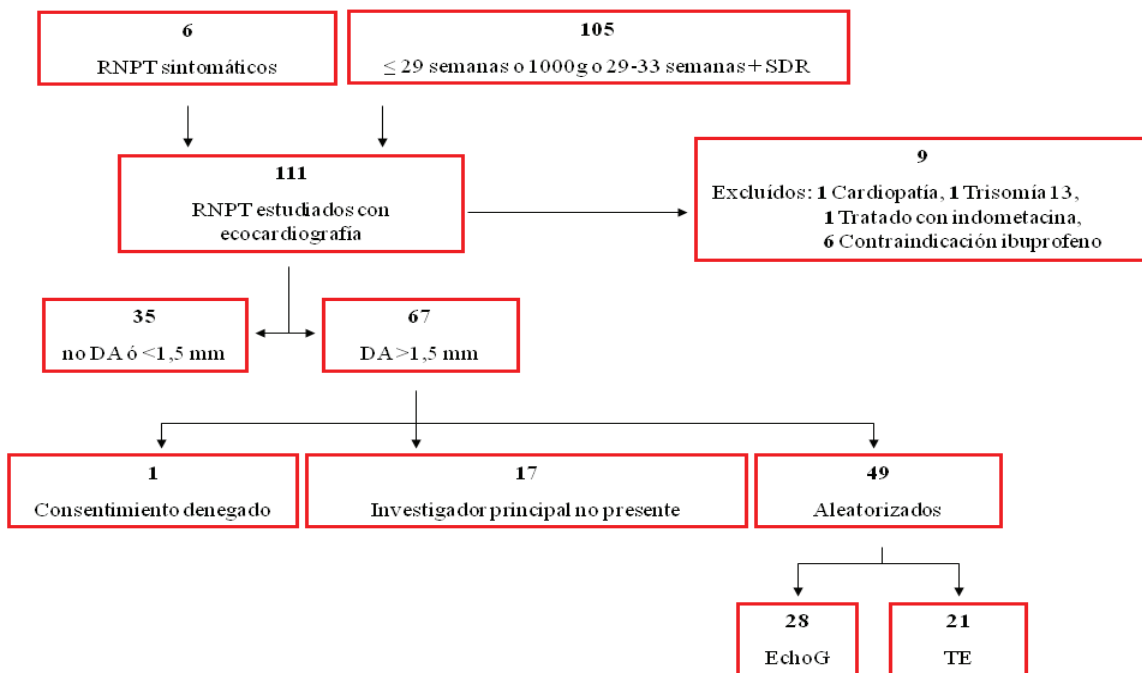 6
RNPT sintomáticos
105
≤ 29 semanas o 1000g o 29-33 semanas+ SDR
111
RNPT estudiados con
ecocardiografía
9
Excluídos: 1 Cardiopatía, 1 Trisomía 13,
1 Tratado con indometacina,
6 Contraindicación ibuprofeno
35
no DA ó <1,5 mm
67
DA >1,5 mm
1
Consentimiento denegado
17
Investigador principal no presente
49
Aleatorizados
28
EchoG
21
TE